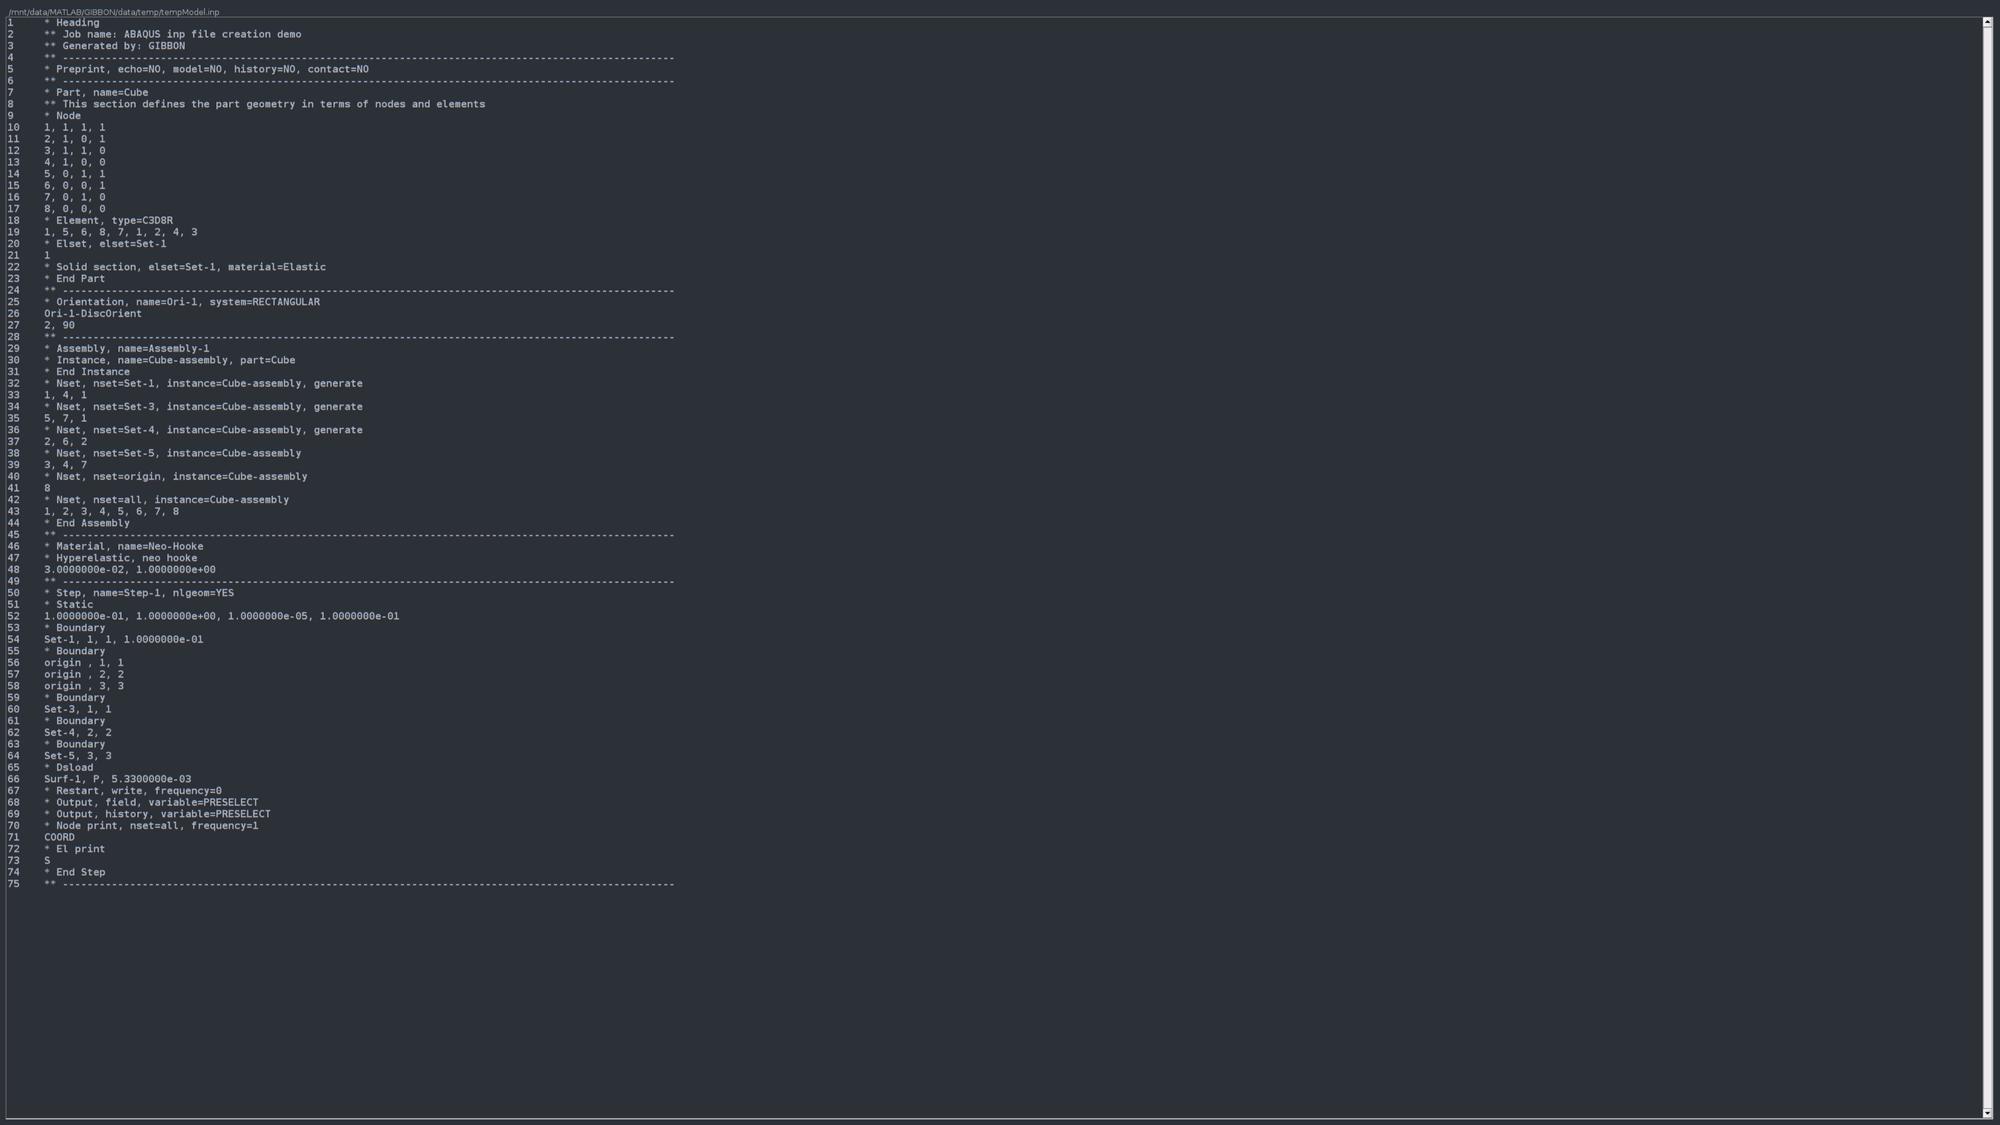 /mnt/data/MATLAB/GIBBON/data/temp/tempModel.inp
1 * Heading
2 ** Job name: ABAQUS inp file creation demo
3 ** Generated by: GIBBON
4 ** ----------------------------------------------------------------------------------------------------
5 * Preprint, echo=NO, model=NO, history=NO, contact=NO
6 ** ----------------------------------------------------------------------------------------------------
7 * Part, name=Cube
8 ** This section defines the part geometry in terms of nodes and elements
9 * Node
10 1, 1, 1, 1
11 2, 1, 0, 1
12 3, 1, 1, 0
13 4, 1, 0, 0
14 5, 0, 1, 1
15 6, 0, 0, 1
16 7, 0, 1, 0
17 8, 0, 0, 0
18 * Element, type=C3D8R
19 1, 5, 6, 8, 7, 1, 2, 4, 3
20 * Elset, elset=Set-1
21 1
22 * Solid section, elset=Set-1, material=Elastic
23 * End Part
24 ** ----------------------------------------------------------------------------------------------------
25 * Orientation, name=Ori-1, system=RECTANGULAR
26 Ori-1-DiscOrient
27 2, 90
28 ** ----------------------------------------------------------------------------------------------------
29 * Assembly, name=Assembly-1
30 * Instance, name=Cube-assembly, part=Cube
31 * End Instance
32 * Nset, nset=Set-1, instance=Cube-assembly, generate
33 1, 4, 1
34 * Nset, nset=Set-3, instance=Cube-assembly, generate
35 5, 7, 1
36 * Nset, nset=Set-4, instance=Cube-assembly, generate
37 2, 6, 2
38 * Nset, nset=Set-5, instance=Cube-assembly
39 3, 4, 7
40 * Nset, nset=origin, instance=Cube-assembly
41 8
42 * Nset, nset=all, instance=Cube-assembly
43 1, 2, 3, 4, 5, 6, 7, 8
44 * End Assembly
45 ** ----------------------------------------------------------------------------------------------------
46 * Material, name=Neo-Hooke
47 * Hyperelastic, neo hooke
48 3.0000000e-02, 1.0000000e+00
49 ** ----------------------------------------------------------------------------------------------------
50 * Step, name=Step-1, nlgeom=YES
51 * Static
52 1.0000000e-01, 1.0000000e+00, 1.0000000e-05, 1.0000000e-01
53 * Boundary
54 Set-1, 1, 1, 1.0000000e-01
55 * Boundary
56 origin , 1, 1
57 origin , 2, 2
58 origin , 3, 3
59 * Boundary
60 Set-3, 1, 1
61 * Boundary
62 Set-4, 2, 2
63 * Boundary
64 Set-5, 3, 3
65 * Dsload
66 Surf-1, P, 5.3300000e-03
67 * Restart, write, frequency=0
68 * Output, field, variable=PRESELECT
69 * Output, history, variable=PRESELECT
70 * Node print, nset=all, frequency=1
71 COORD
72 * El print
73 S
74 * End Step
75 ** ----------------------------------------------------------------------------------------------------